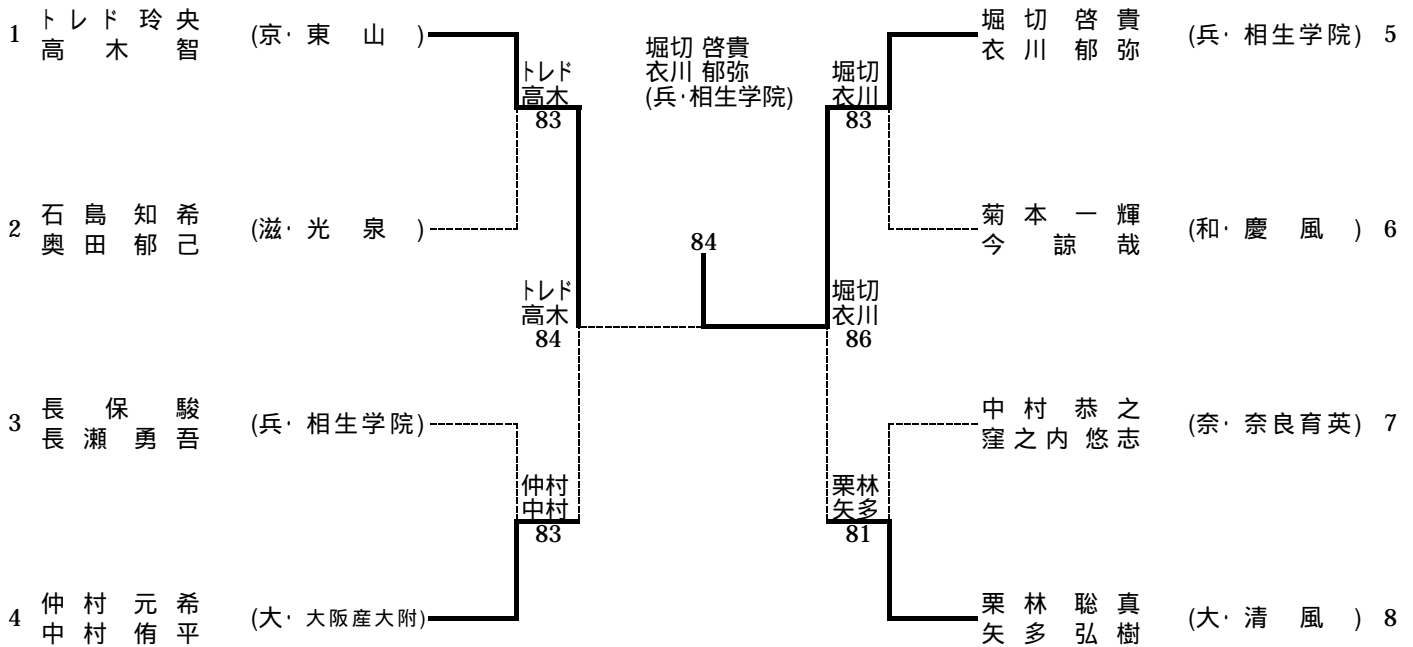 1 トレド 玲央 (京・東山)
高木 智
2 石島 知希 (滋・光泉)
奥田 郁己
3 長 保駿 (兵・相生学院)
長瀬 勇吾
4 仲村 元希 (大・大阪産大附)
中村 侑平
トレド
高木
83
トレド
高木
84
仲村
中村
83
堀切 啓貴
衣川 郁弥
(兵・相生学院)
84
堀切
衣川
83
堀切
衣川
86
栗林
矢多
81
堀切 啓貴 (兵・相生学院) 5
衣川 郁弥
菊本 一輝 (和・慶風) 6
今 諒哉
中村 恭之 (奈・奈良育英) 7
窪之内 悠志
栗林 聡真 (大・清風) 8
矢多 弘樹